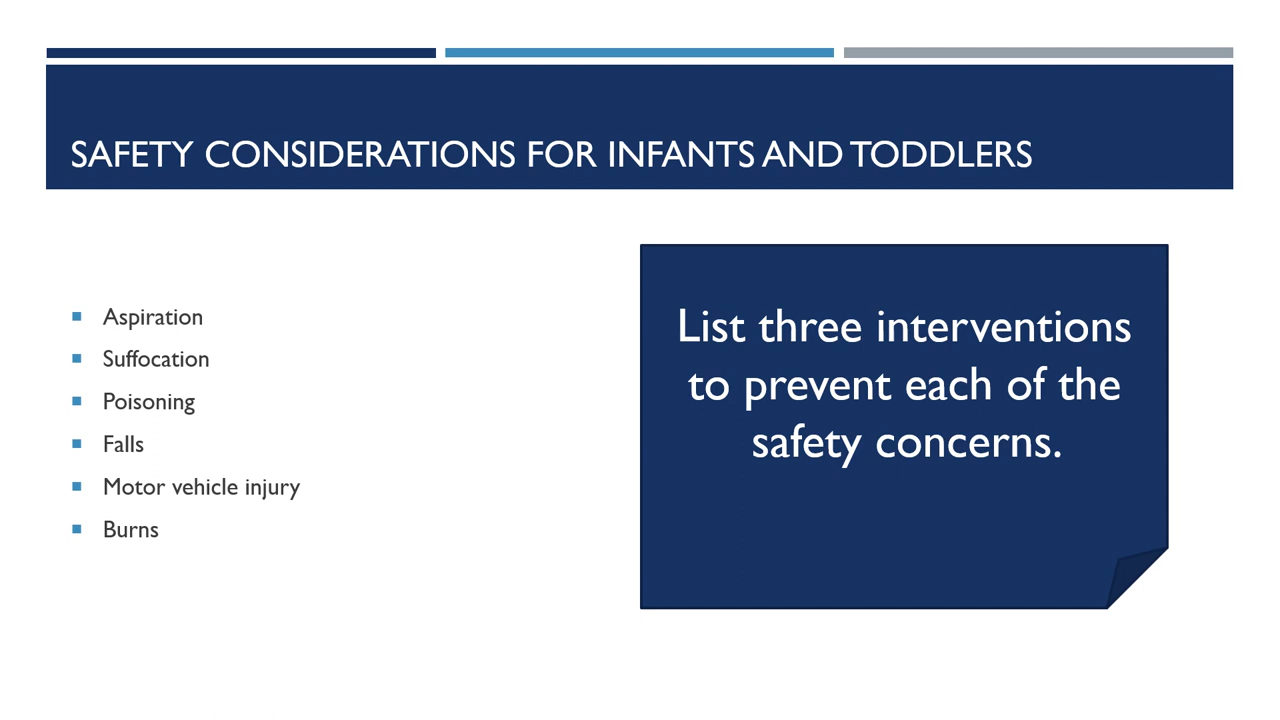 SAFETY CONSIDERATIONS FOR INFANTS AND TODDLERS
Aspiration
Suffocation
Poisoning
Falls
Motor vehicle injury
Burns
List three interventions
to prevent each of the
safety concerns.